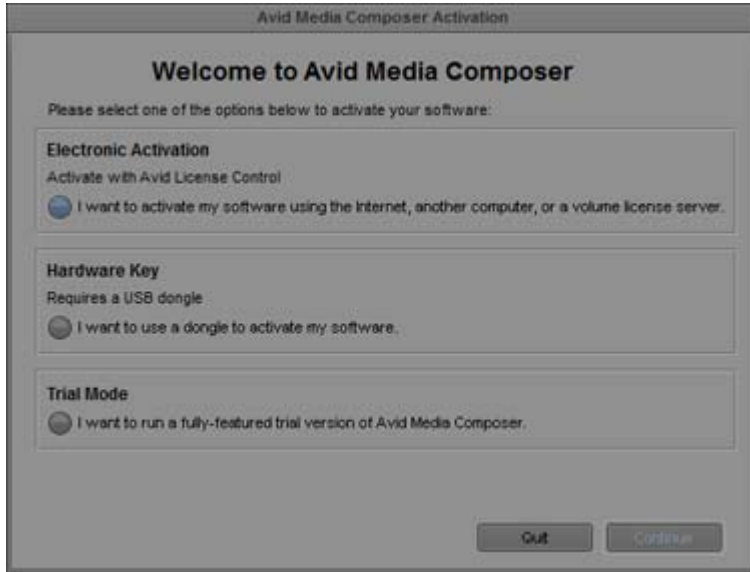 Avid Media Composer Activation
Welcome to Avid Media Composer
Please select one of the options below to activate your software:
Electronic Activation
Activate with Avid License Control
I want to activate my software using the Internet, another computer, or a volume license server.
Hardware Key
Requires a USB dongle
I want to use a dongle to activate my software.
Trial Mode
I want to run a fully-featured trial version of Avid Media Composer.
Quit Continue